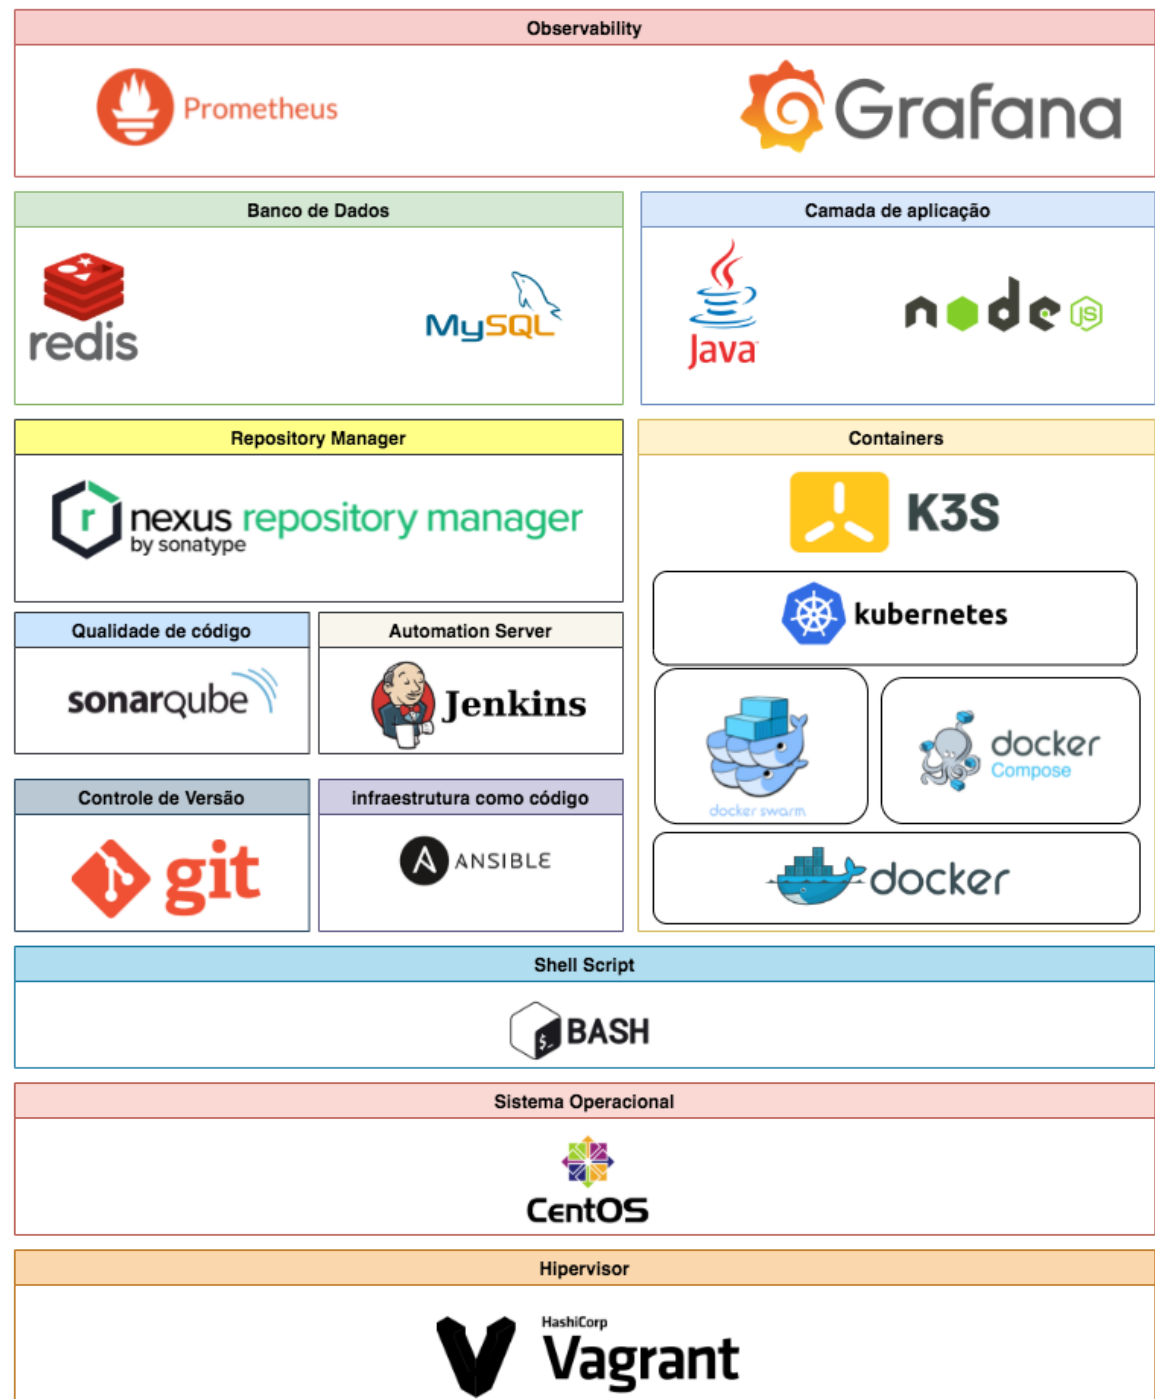 Observability
Prometheus
Grafana
Banco de Dados
Camada de aplicação
redis
MySQL
Java
node JS
Repository Manager
Containers
r nexus repository manager
by sonatype
K3S
kubernetes
Qualidade de código
Automation Server
sonarqube
Jenkins
docker swarm
docker
Compose
Controle de Versão
infraestrutura como código
git
A ANSIBLE
docker
Shell Script
$_ BASH
Sistema Operacional
CentOS
Hipervisor
HashiCorp
Vagrant